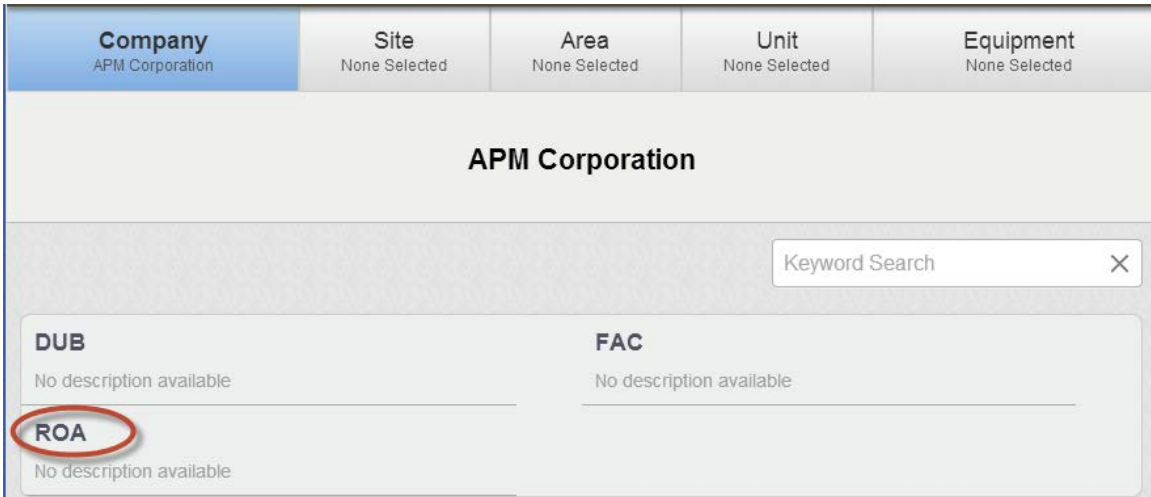 Company
APM Corporation
Site
None Selected
Area
None Selected
Unit
None Selected
Equipment
None Selected
APM Corporation
Keyword Search
DUB
No description available
FAC
No description available
ROA
No description available